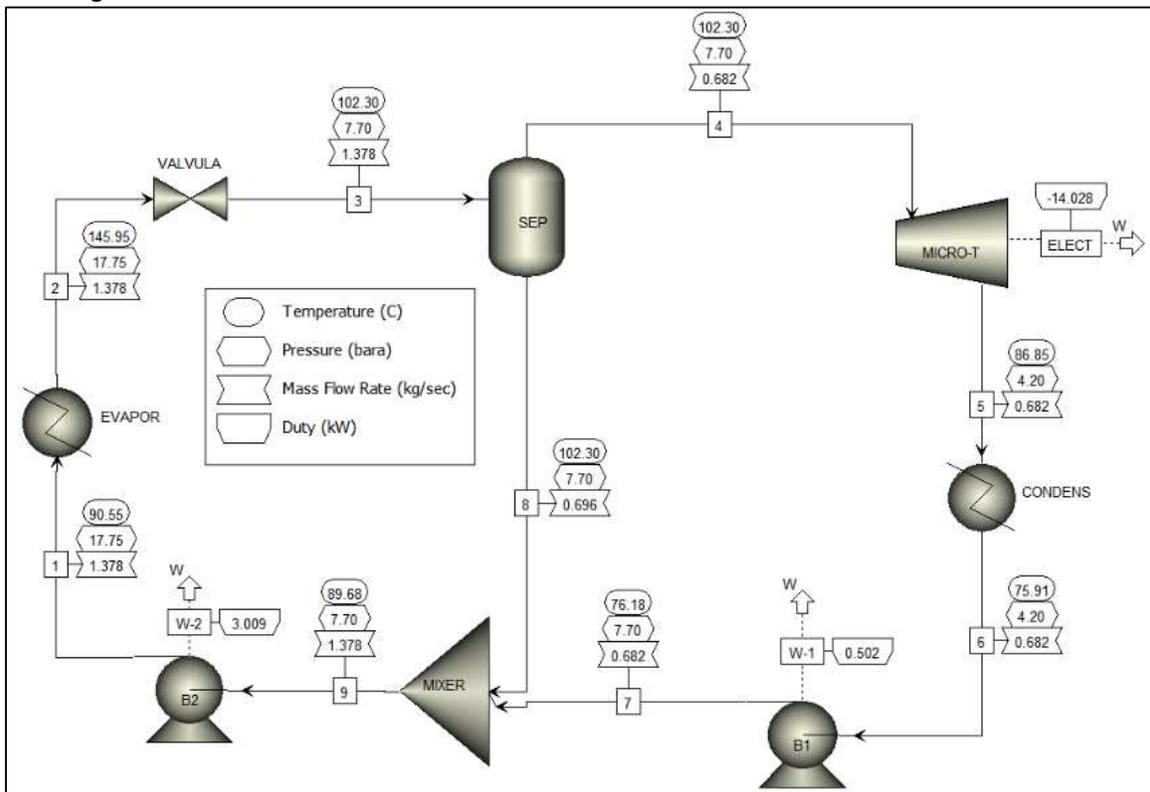 102.30
7.70
0.682
4
102.30
7.70
1.378
3
VALVULA
SEP
-14.028
W
ELECT
MICRO-T
145.95
17.75
1.378
2
Temperature (C)
Pressure (bara)
Mass Flow Rate (kg/sec)
Duty (kW)
EVAPOR
86.85
4.20
0.682
5
CONDENS
102.30
7.70
0.696
8
90.55
17.75
1.378
1
W
W-2
3.009
B2
89.68
7.70
1.378
9
MIXER
76.18
7.70
0.682
7
W
W-1
0.502
B1
75.91
4.20
0.682
6